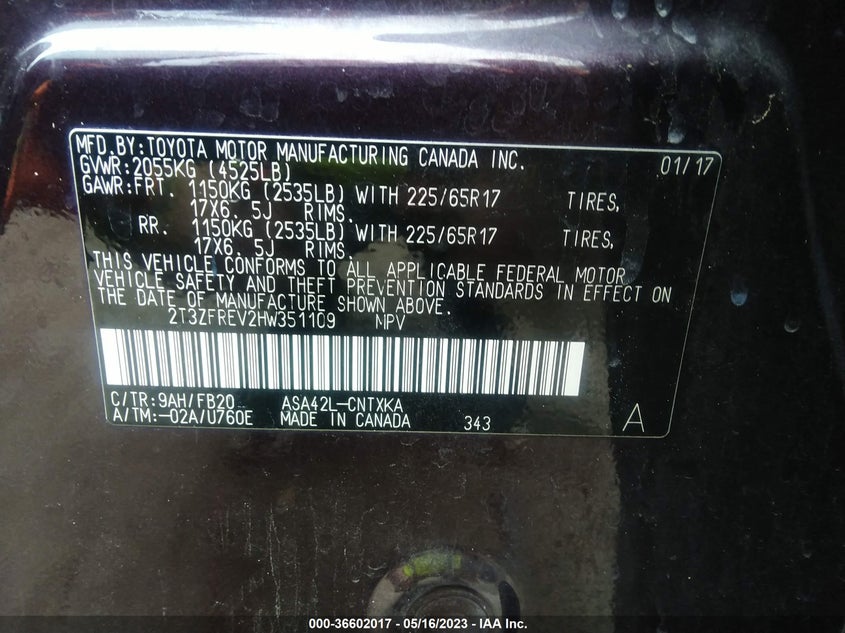 MFD.BY:TOYOTA MOTOR MANUFACTURING CANADA INC. 01/17
GVWR:2055KG (4525LB)
GAWR:FRT. 1150KG (2535LB) WITH 225/65R17 TIRES,
17X6. 5J RIMS.
RR. 1150KG (2535LB) WITH 225/65R17 TIRES,
17X6. 5J RIMS.
THIS VEHICLE CONFORMS TO ALL APPLICABLE FEDERAL MOTOR
VEHICLE SAFETY AND THEFT PREVENTION STANDARDS IN EFFECT ON
THE DATE OF MANUFACTURE SHOWN ABOVE.
2T3ZFREV2HW351109 NPV
C/TR:9AH/FB20 ASA42L-CNTXKA
A/TM:-02A/U760E MADE IN CANADA 343 A
000-36602017 - 05/16/2023 - IAA Inc.